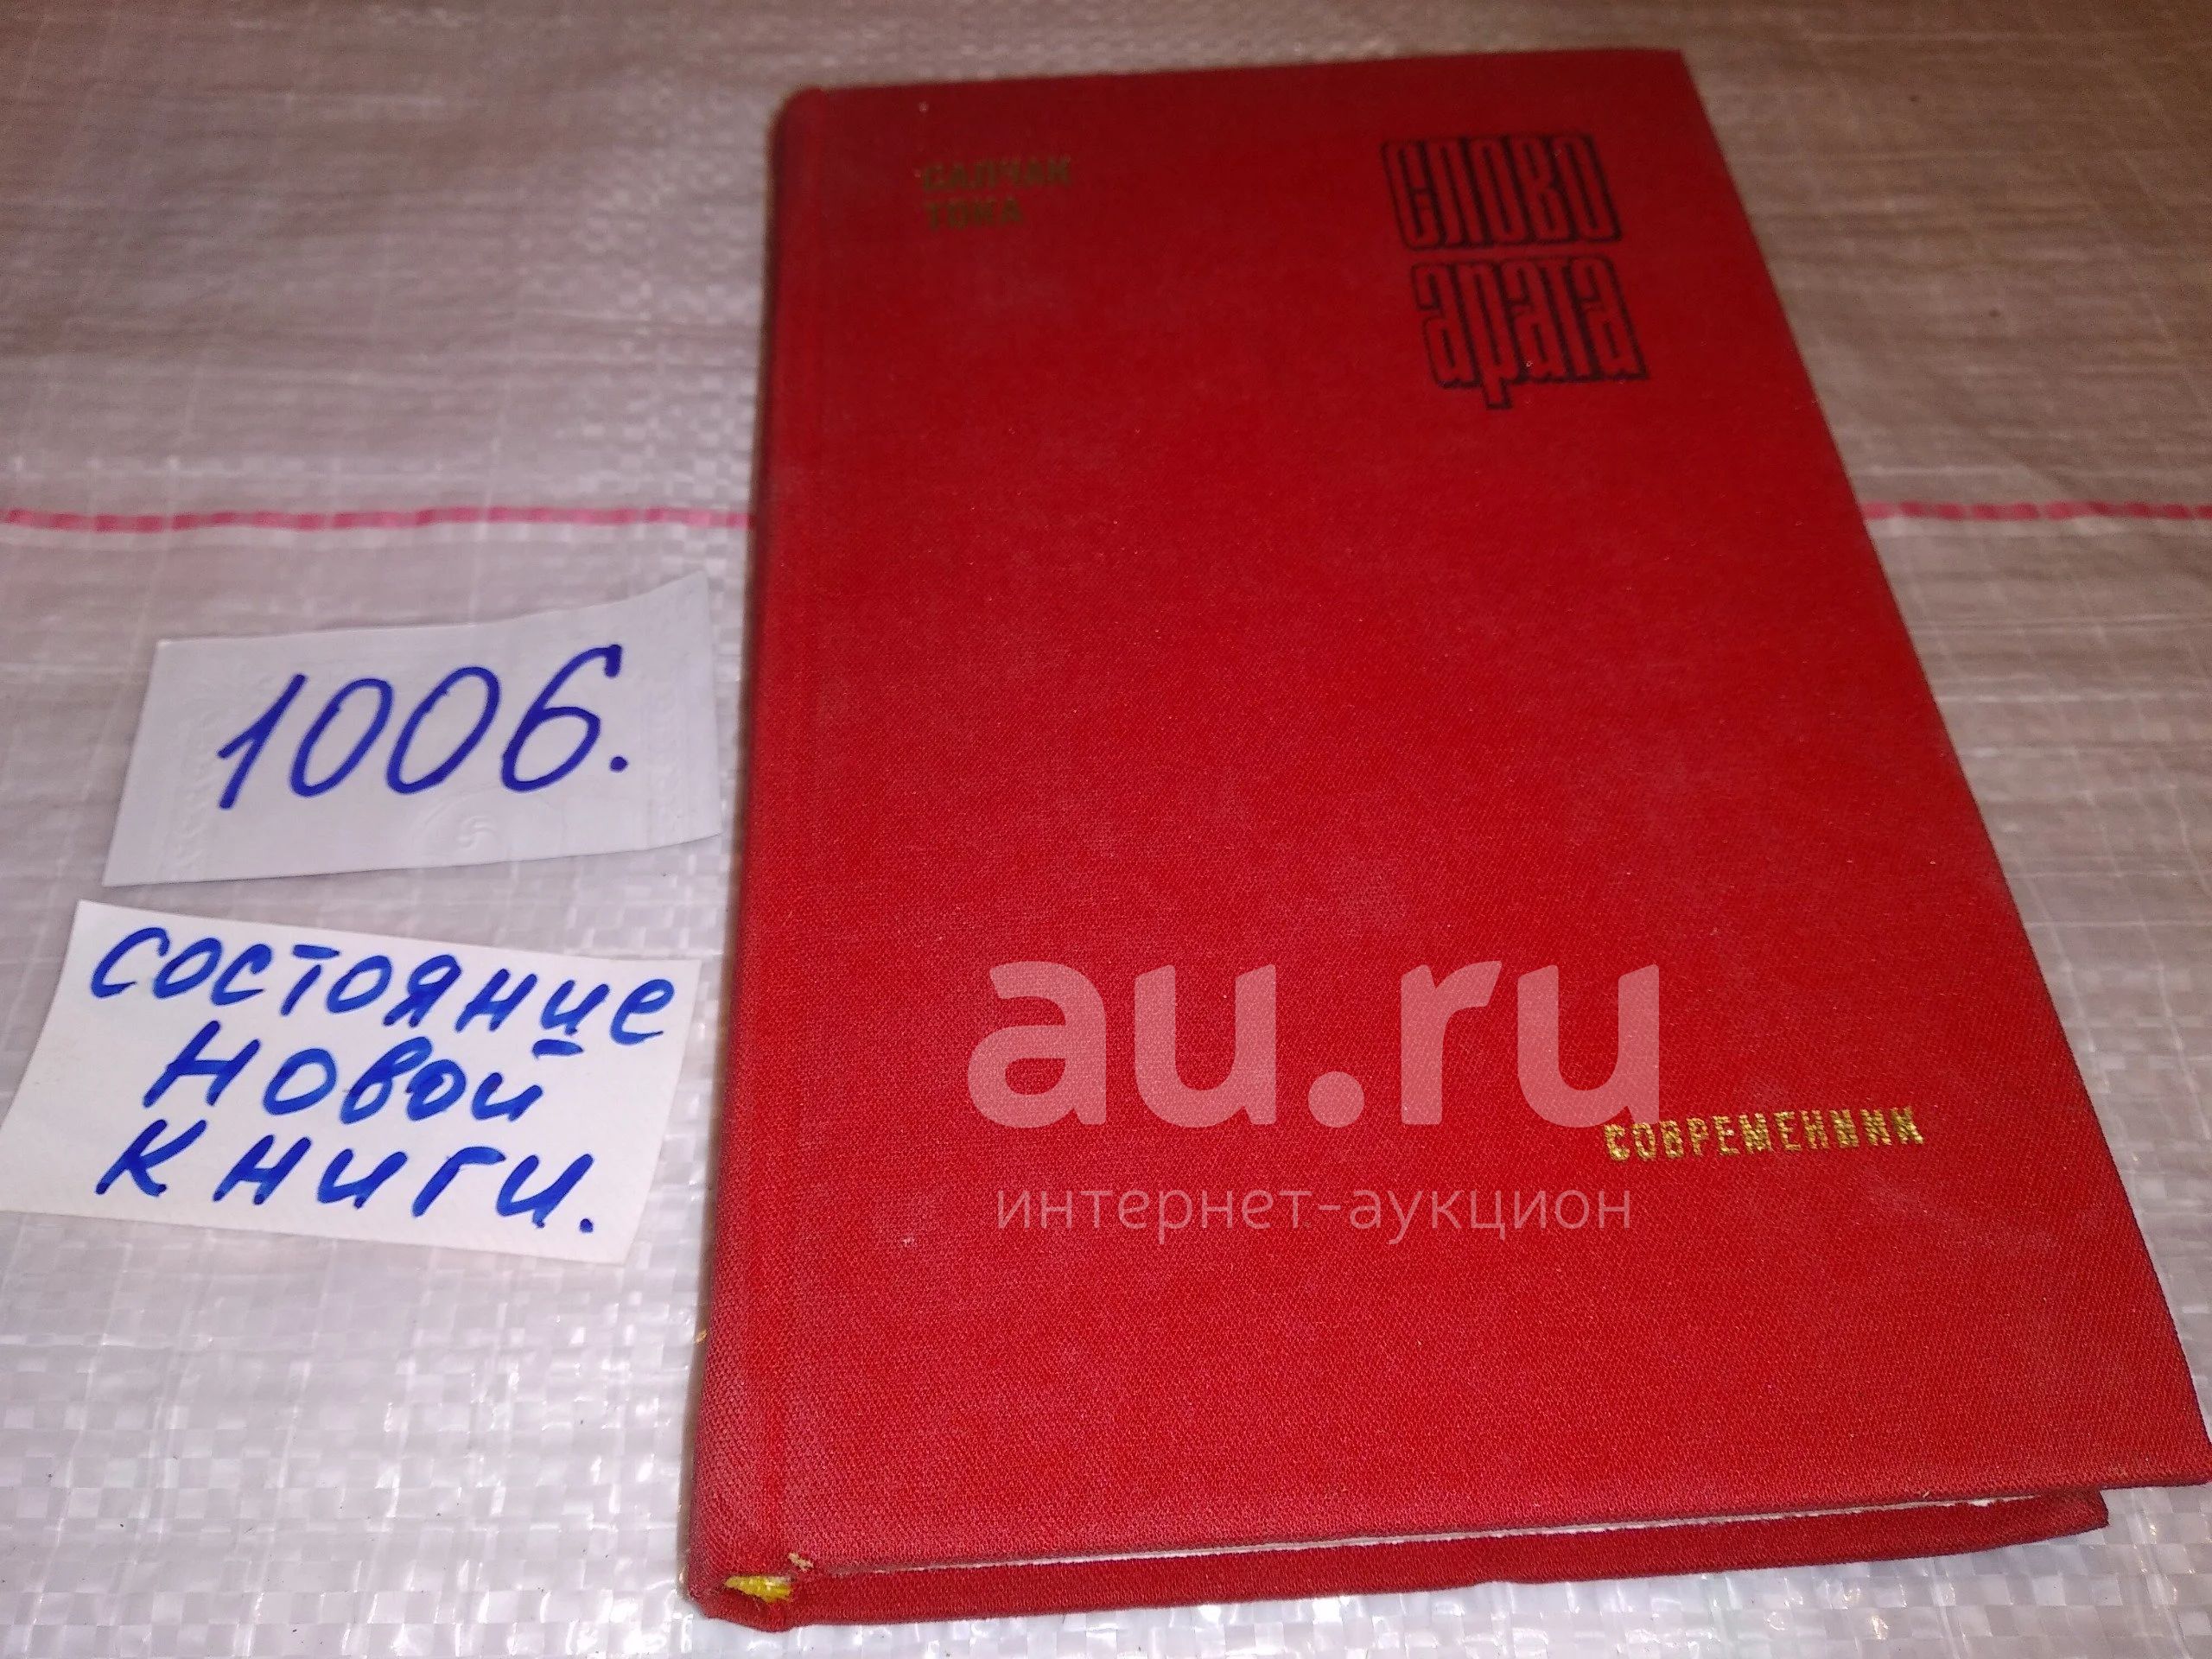 САЛЧАК
ТОКА
слово
арата
1006.
состояние
новой
книги.
au.ru
СОВРЕМЕННИК
интернет-аукцион